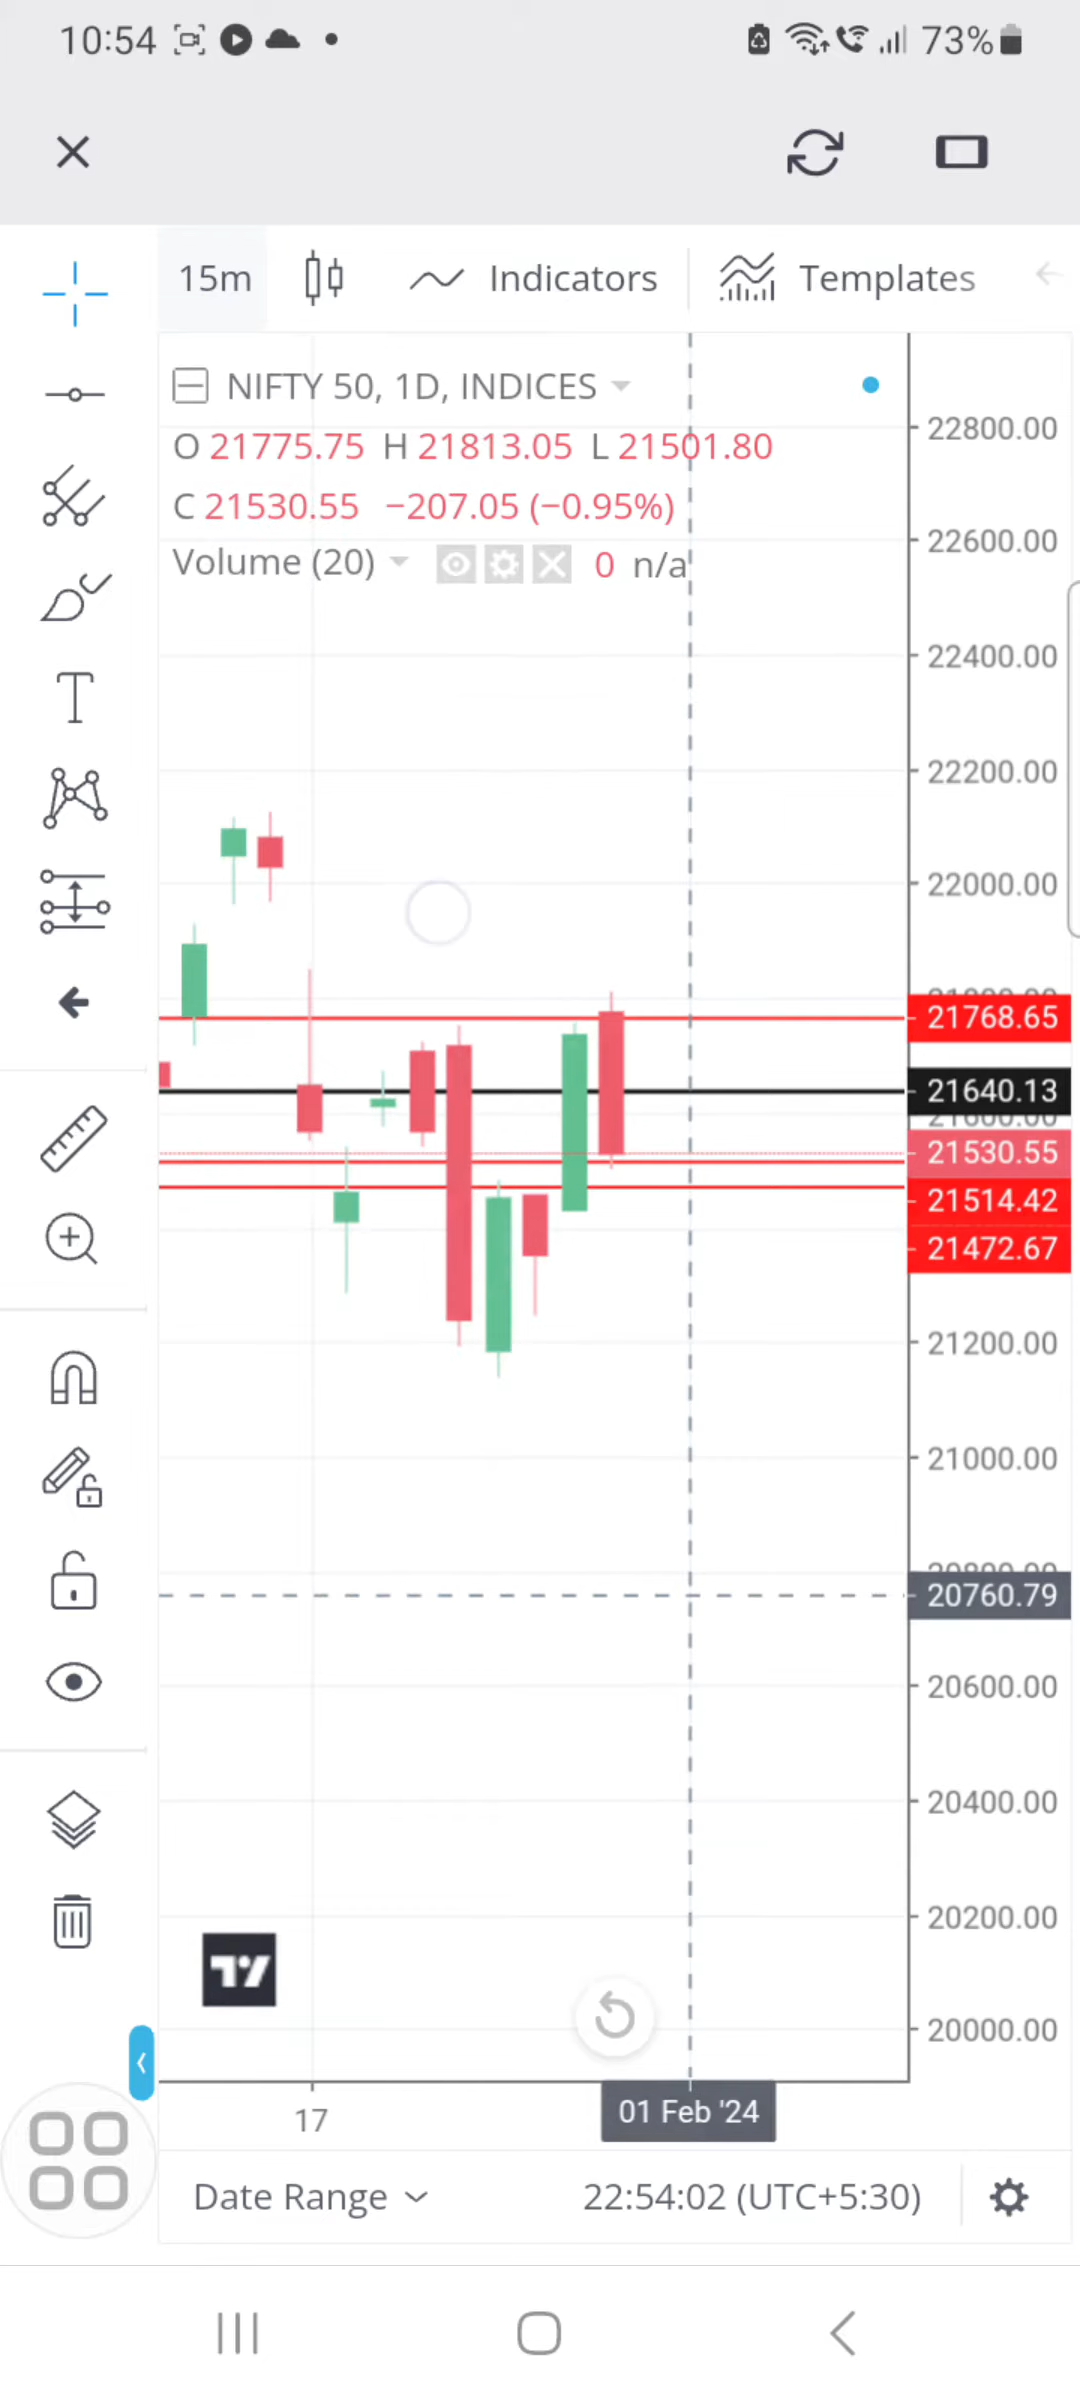 10:54
73%
15m
Indicators
Templates
NIFTY 50, 1D, INDICES
O 21775.75 H 21813.05 L 21501.80
C 21530.55 −207.05 (−0.95%)
Volume (20) 0 n/a
22800.00
22600.00
22400.00
22200.00
22000.00
21768.65
21640.13
21530.55
21514.42
21472.67
21200.00
21000.00
20760.79
20600.00
20400.00
20200.00
20000.00
17
01 Feb '24
Date Range
22:54:02 (UTC+5:30)